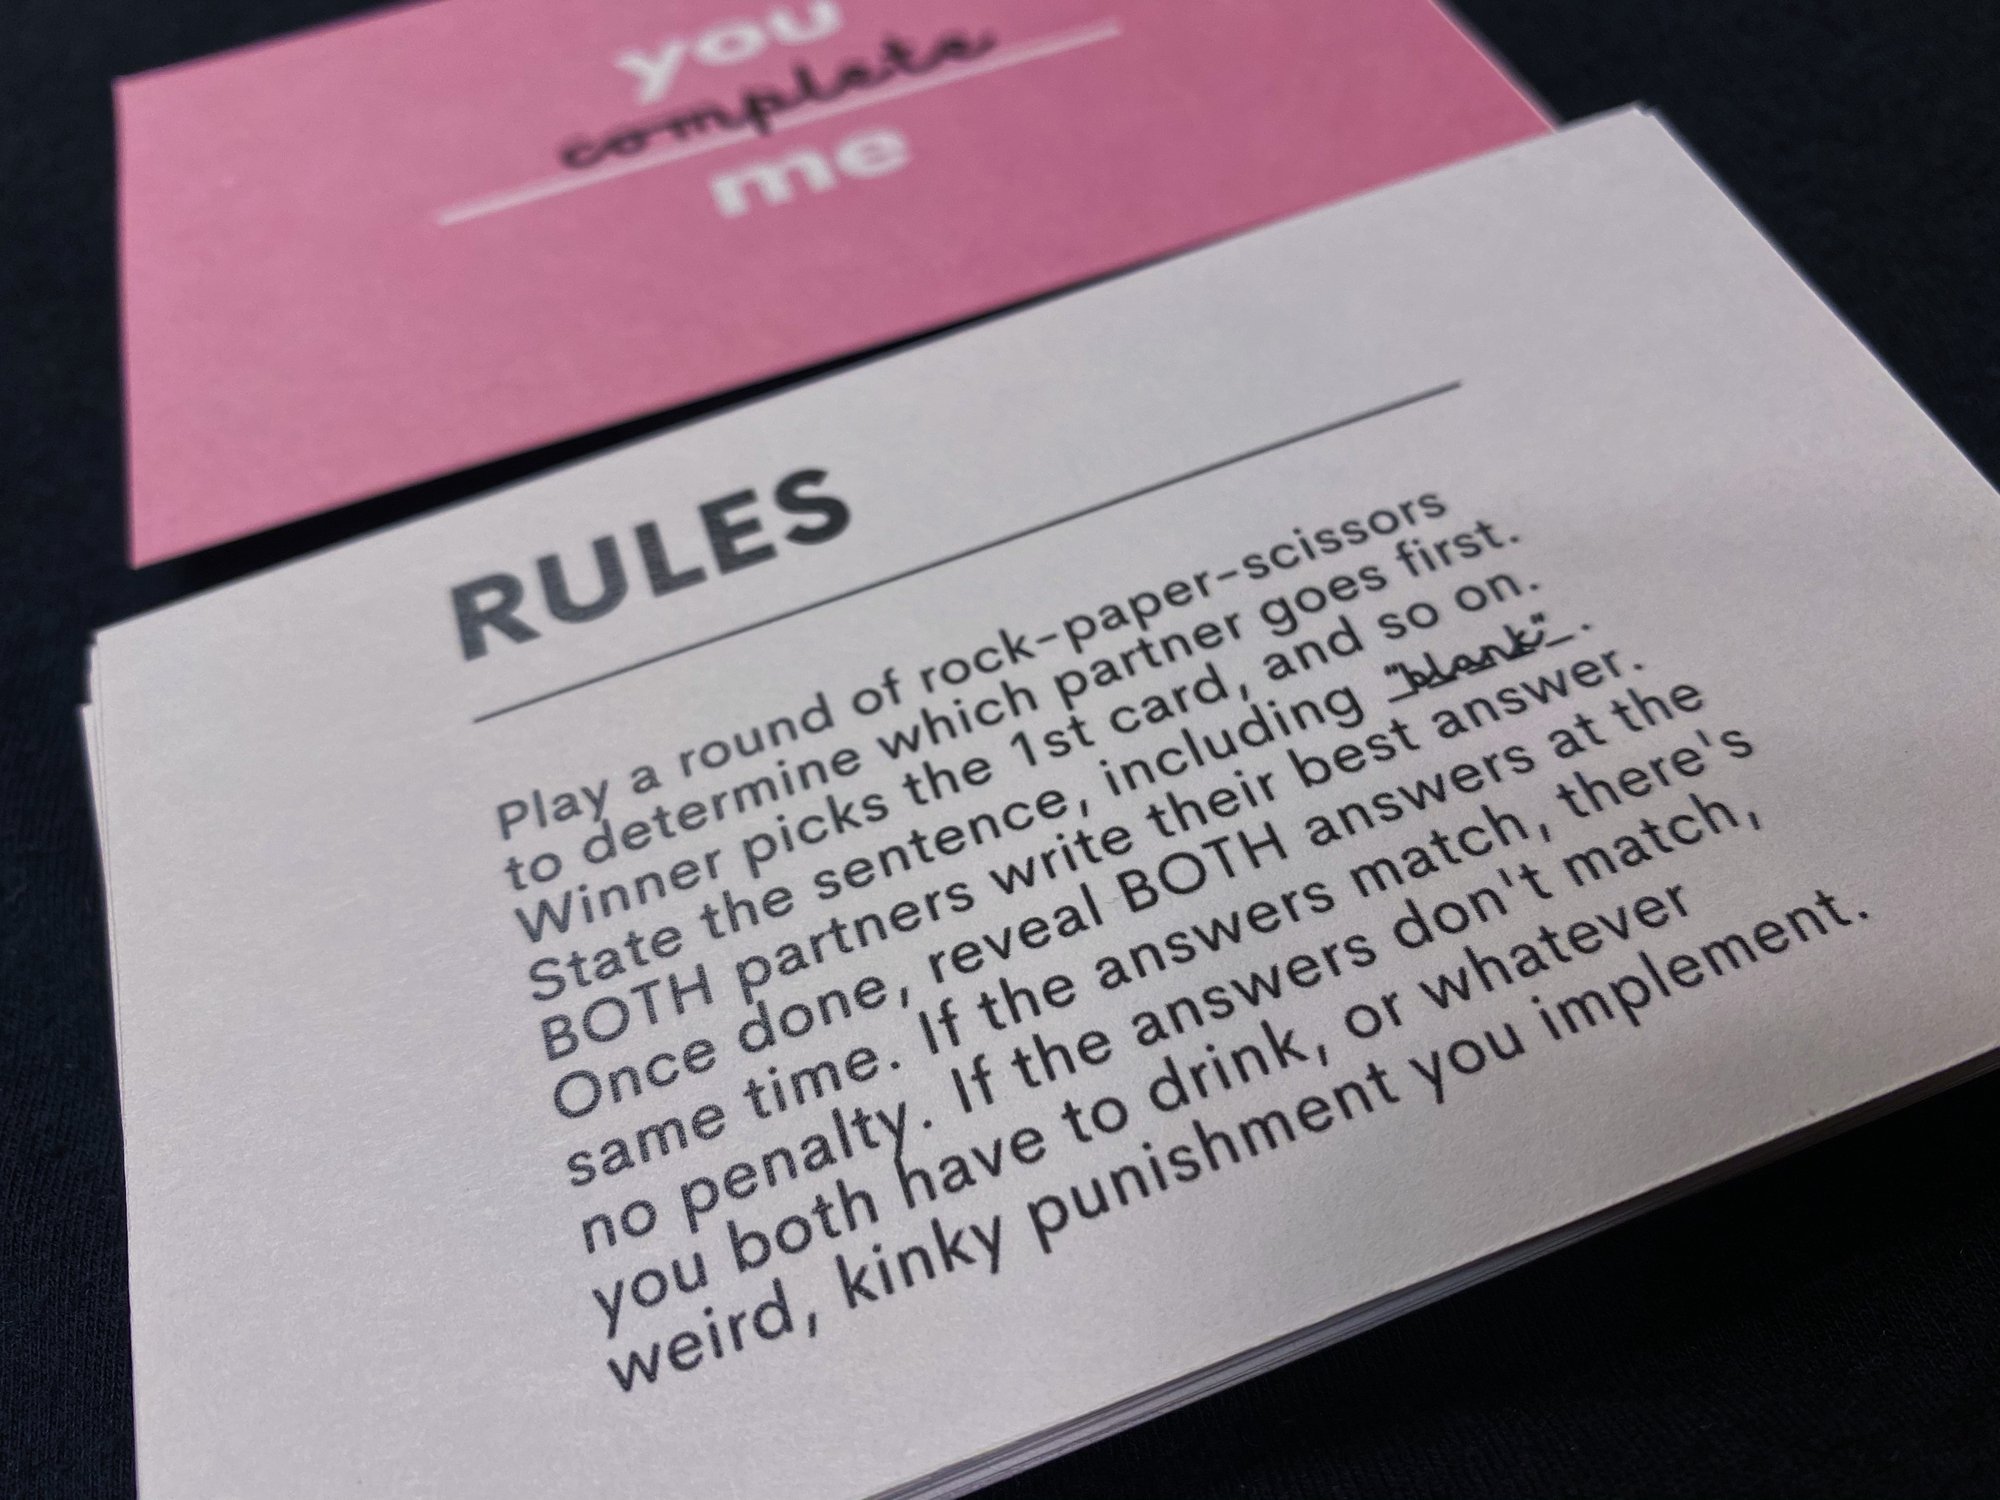 you
complete
me
RULES
Play a round of rock-paper-scissors
to determine which partner goes first.
Winner picks the 1st card, and so on.
State the sentence, including "blank".
BOTH partners write their best answer.
Once done, reveal BOTH answers at the
same time. If the answers match, there's
no penalty. If the answers don't match,
you both have to drink, or whatever
weird, kinky punishment you implement.